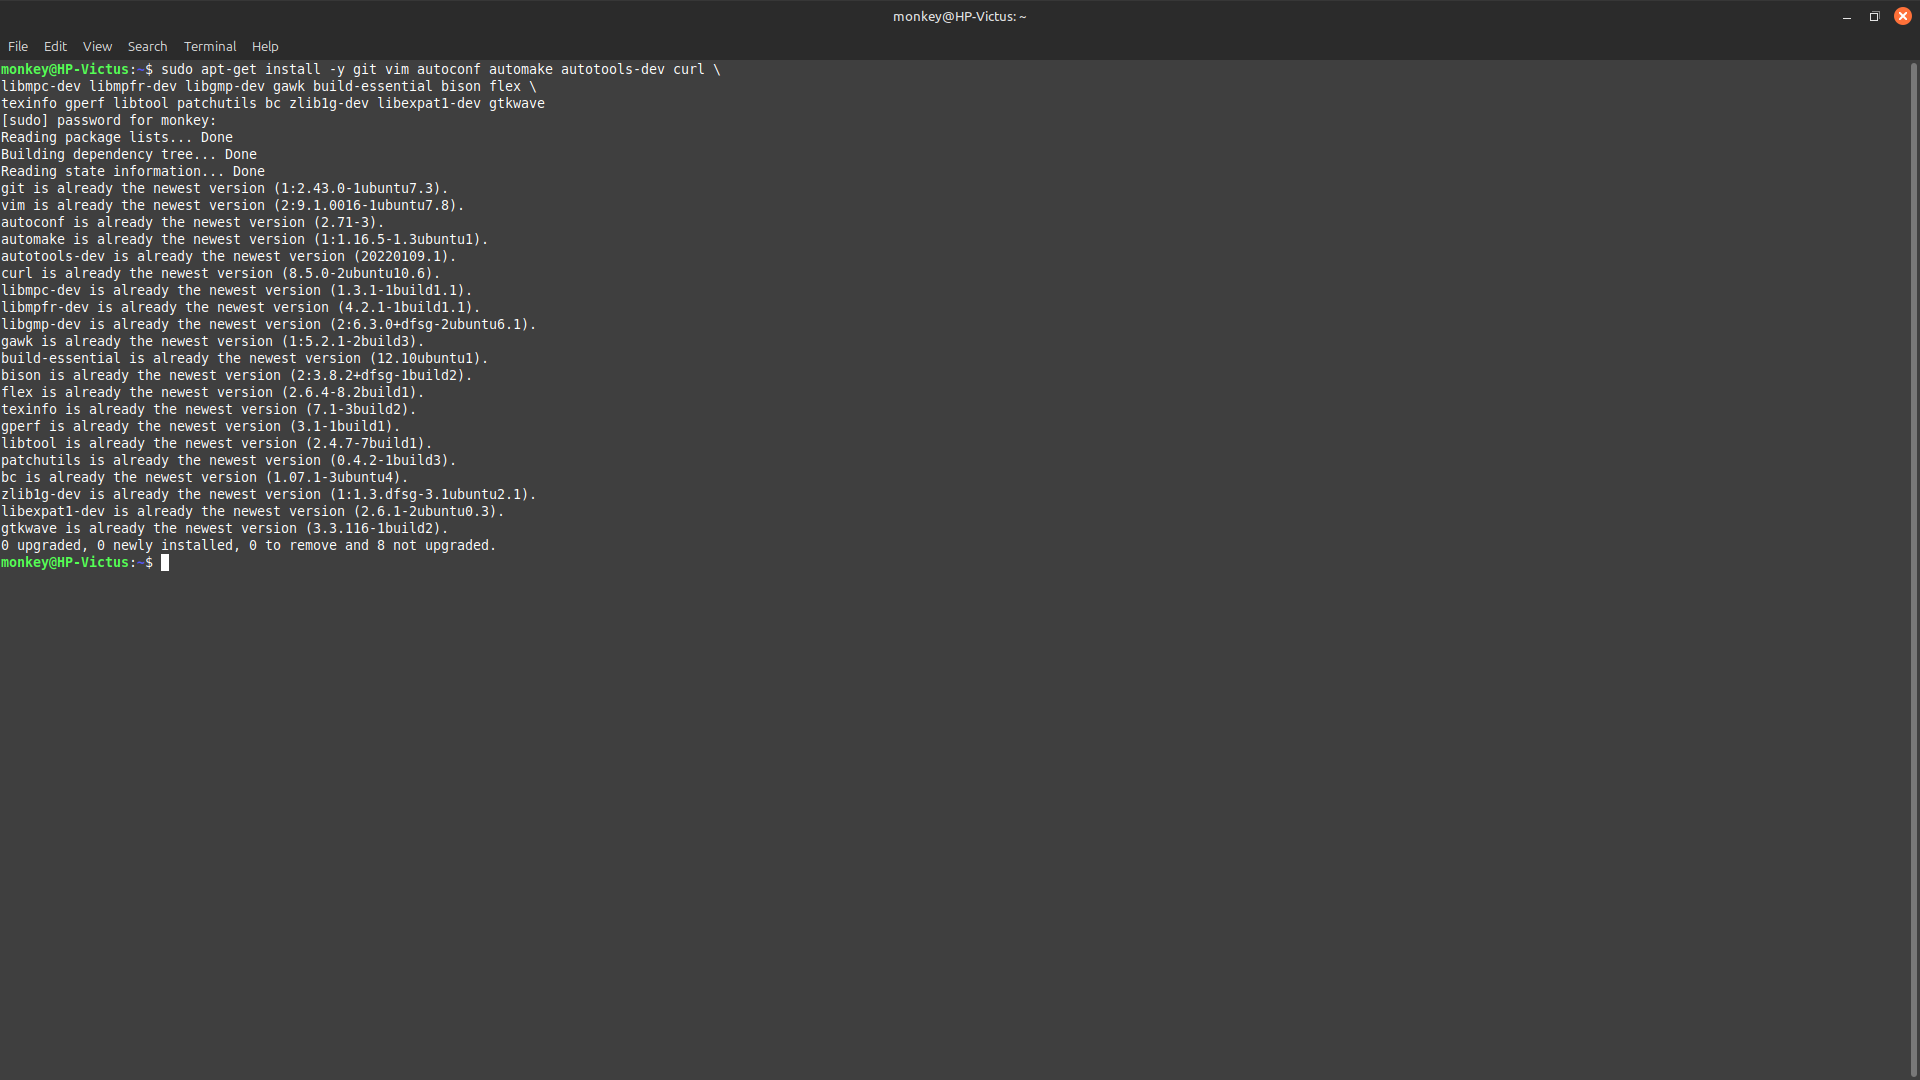 monkey@HP-Victus: ~
File Edit View Search Terminal Help
monkey@HP-Victus:~$ sudo apt-get install -y git vim autoconf automake autotools-dev curl \
libmpc-dev libmpfr-dev libgmp-dev gawk build-essential bison flex \
texinfo gperf libtool patchutils bc zlib1g-dev libexpat1-dev gtkwave
[sudo] password for monkey:
Reading package lists... Done
Building dependency tree... Done
Reading state information... Done
git is already the newest version (1:2.43.0-1ubuntu7.3).
vim is already the newest version (2:9.1.0016-1ubuntu7.8).
autoconf is already the newest version (2.71-3).
automake is already the newest version (1:1.16.5-1.3ubuntu1).
autotools-dev is already the newest version (20220109.1).
curl is already the newest version (8.5.0-2ubuntu10.6).
libmpc-dev is already the newest version (1.3.1-1build1.1).
libmpfr-dev is already the newest version (4.2.1-1build1.1).
libgmp-dev is already the newest version (2:6.3.0+dfsg-2ubuntu6.1).
gawk is already the newest version (1:5.2.1-2build3).
build-essential is already the newest version (12.10ubuntu1).
bison is already the newest version (2:3.8.2+dfsg-1build2).
flex is already the newest version (2.6.4-8.2build1).
texinfo is already the newest version (7.1-3build2).
gperf is already the newest version (3.1-1build1).
libtool is already the newest version (2.4.7-7build1).
patchutils is already the newest version (0.4.2-1build3).
bc is already the newest version (1.07.1-3ubuntu4).
zlib1g-dev is already the newest version (1:1.3.dfsg-3.1ubuntu2.1).
libexpat1-dev is already the newest version (2.6.1-2ubuntu0.3).
gtkwave is already the newest version (3.3.116-1build2).
0 upgraded, 0 newly installed, 0 to remove and 8 not upgraded.
monkey@HP-Victus:~$